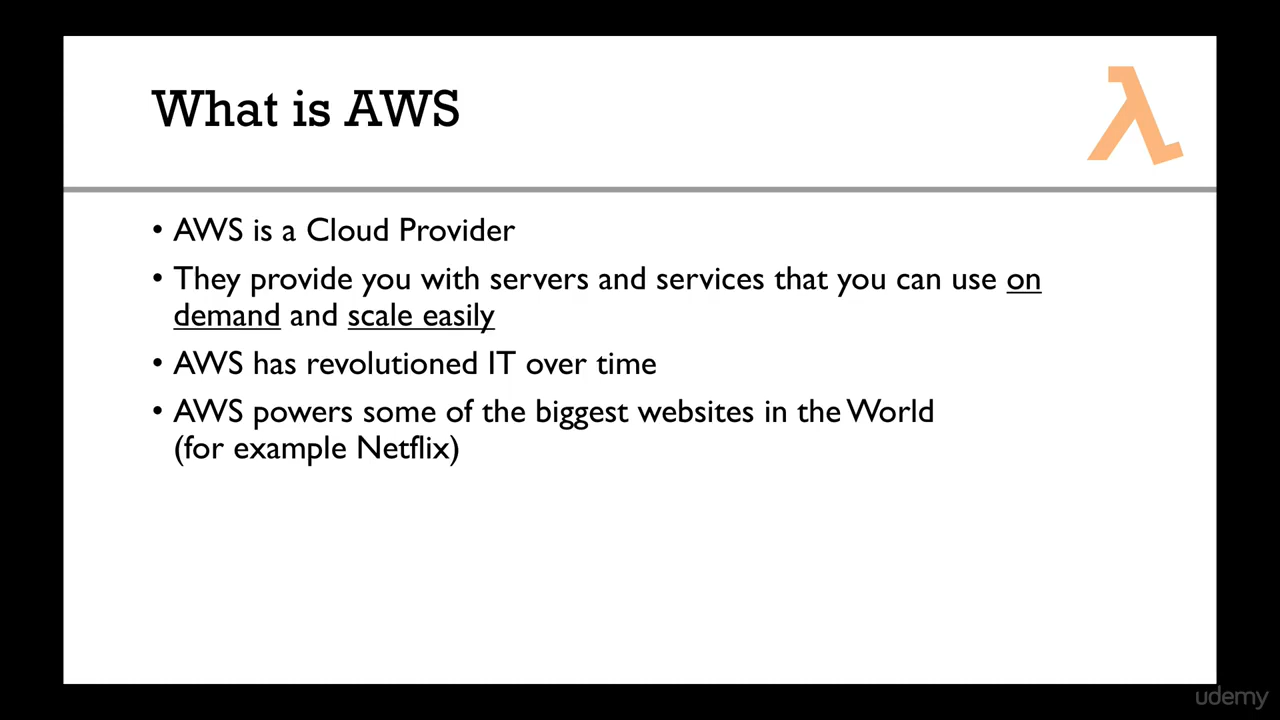 What is AWS
• AWS is a Cloud Provider
• They provide you with servers and services that you can use on
demand and scale easily
• AWS has revolutioned IT over time
• AWS powers some of the biggest websites in the World
(for example Netflix)
udemy